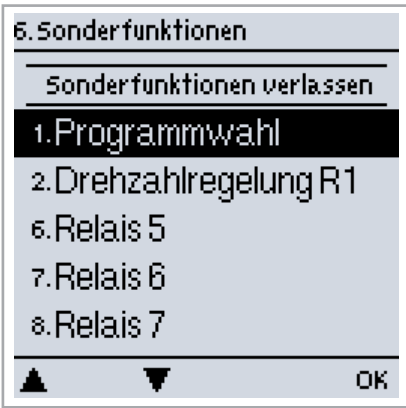 6.Sonderfunktionen
Sonderfunktionen verlassen
1.Programmwahl
2.Drehzahlregelung R1
6.Relais 5
7.Relais 6
8.Relais 7
▲ ▼ OK